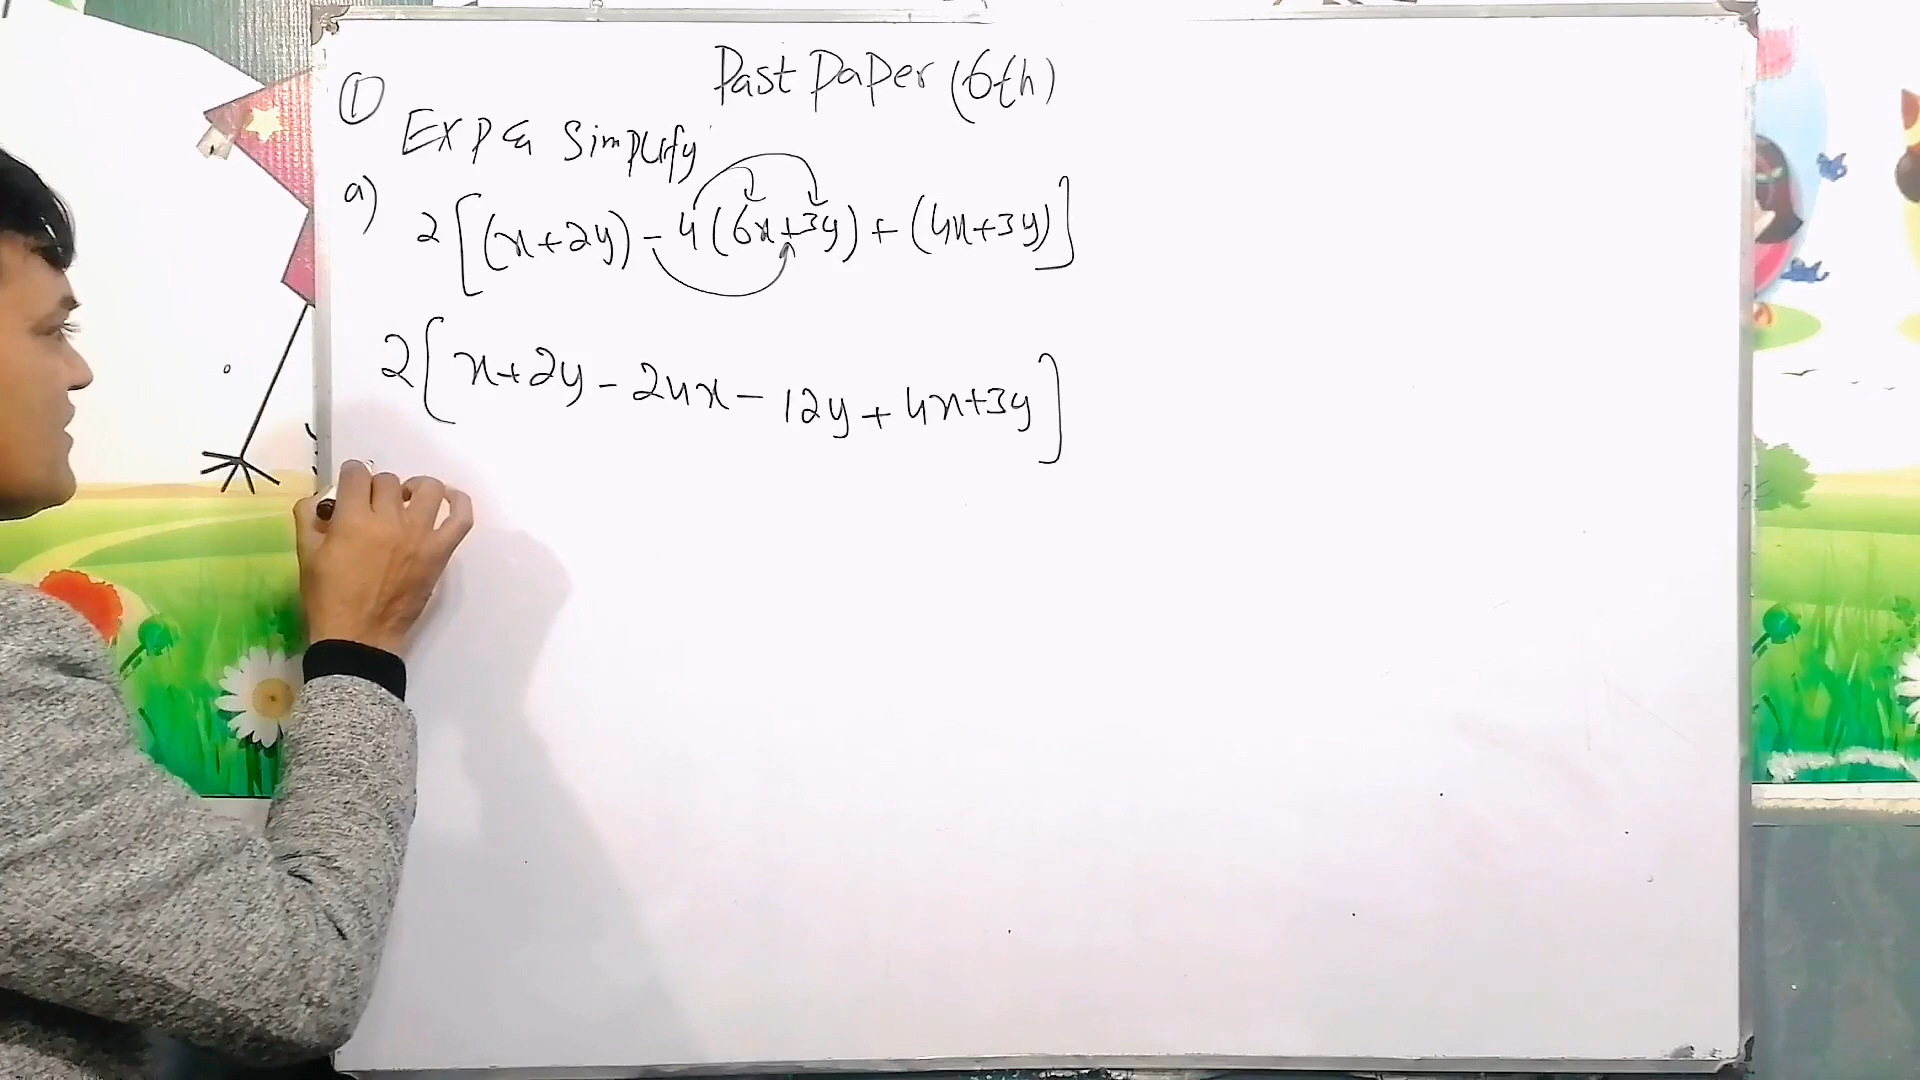 Past Paper (6th)
①
Exp & Simplify
a) 2[(x+2y)-4(6x+3y)+(4x+3y)]
2[x+2y-24x-12y+4x+3y]